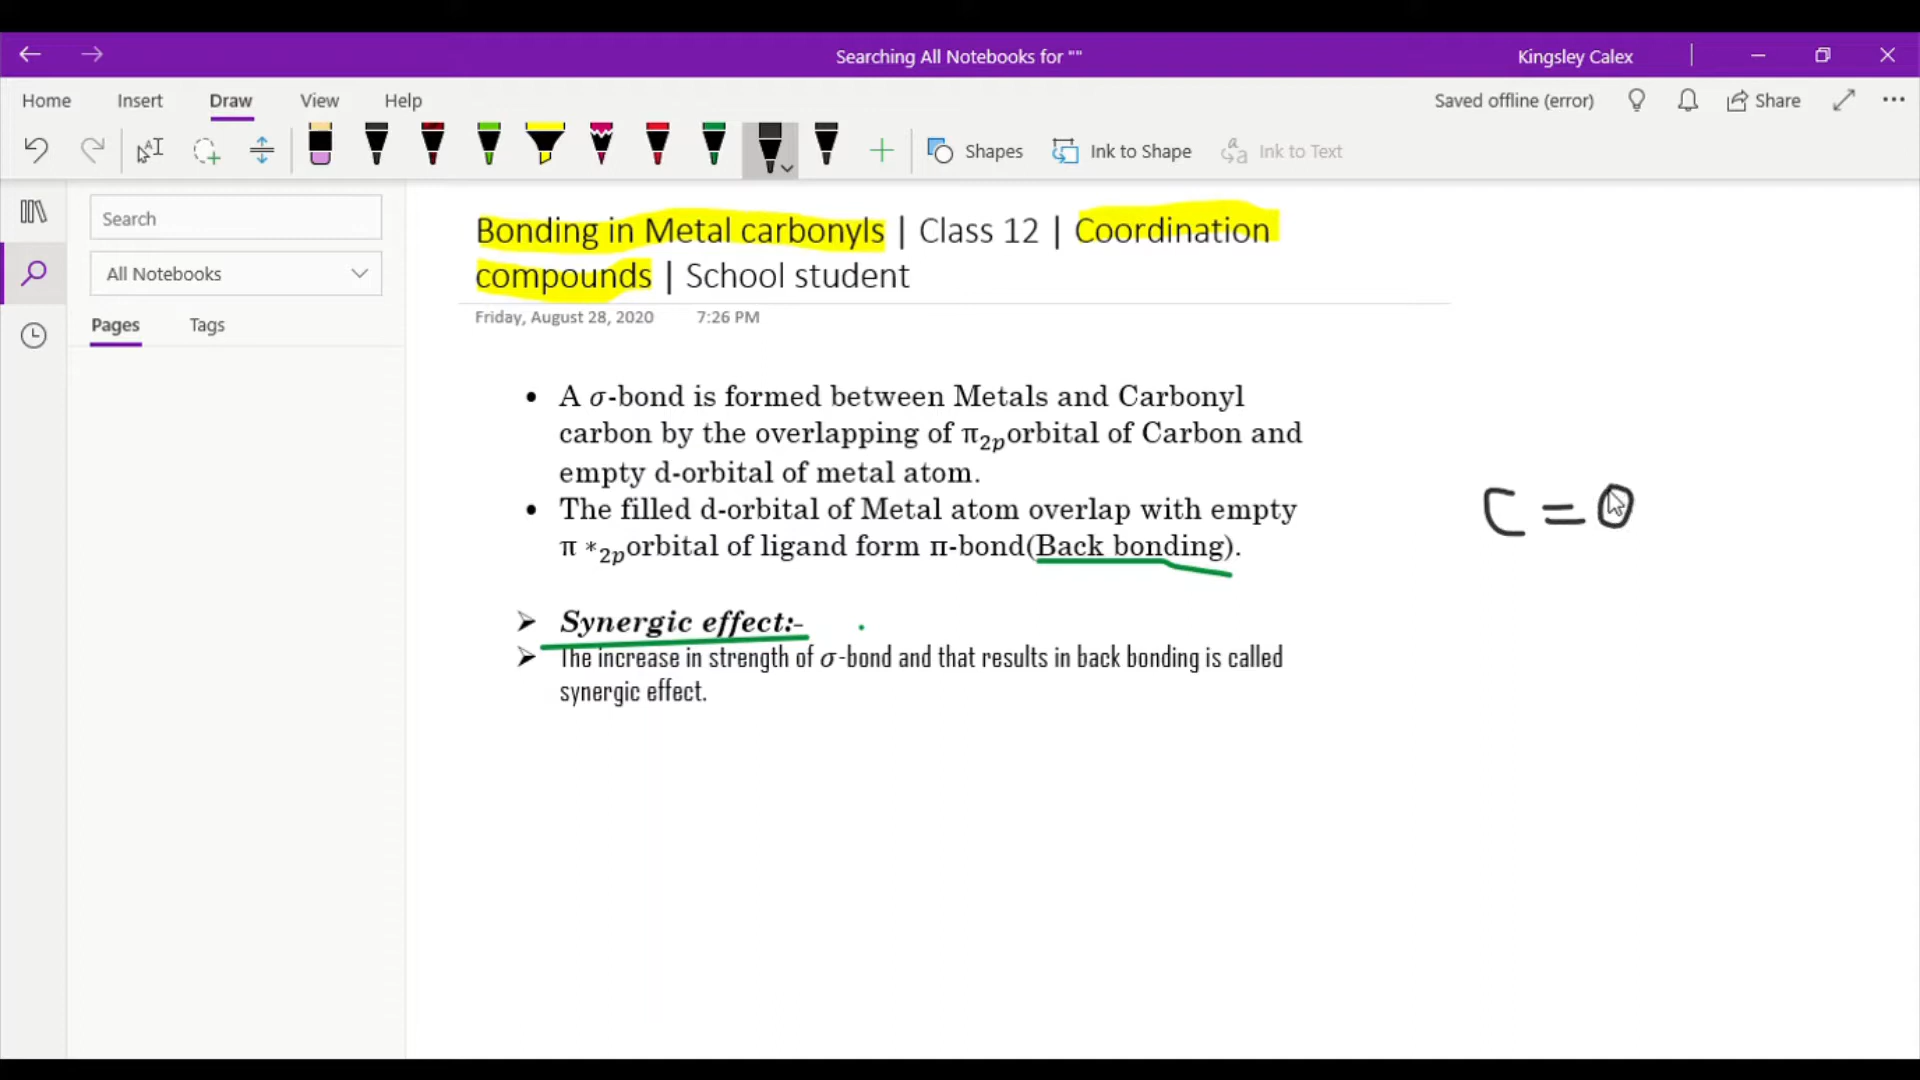 Searching All Notebooks for ""
Kingsley Calex
Home Insert Draw View Help
Saved offline (error)
Share
Shapes
Ink to Shape
Ink to Text
Search
All Notebooks
Pages Tags
Bonding in Metal carbonyls | Class 12 | Coordination
compounds | School student
Friday, August 28, 2020 7:26 PM
• A σ-bond is formed between Metals and Carbonyl
carbon by the overlapping of π₂ₚorbital of Carbon and
empty d-orbital of metal atom.
• The filled d-orbital of Metal atom overlap with empty
π *₂ₚorbital of ligand form π-bond(Back bonding).
C = O
➢ Synergic effect:-
➢ The increase in strength of σ-bond and that results in back bonding is called
synergic effect.